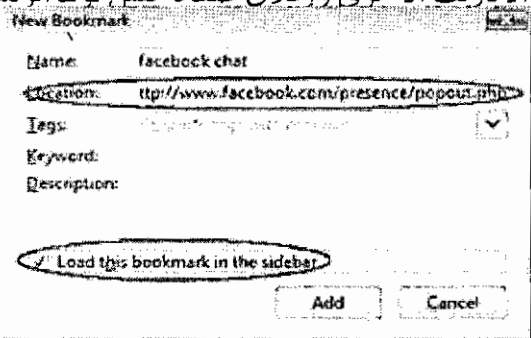 New Bookmark
Name: facebook chat
Location: ttp://www.facebook.com/presence/popout.php
Tags:
Keyword:
Description:
Load this bookmark in the sidebar
Add Cancel